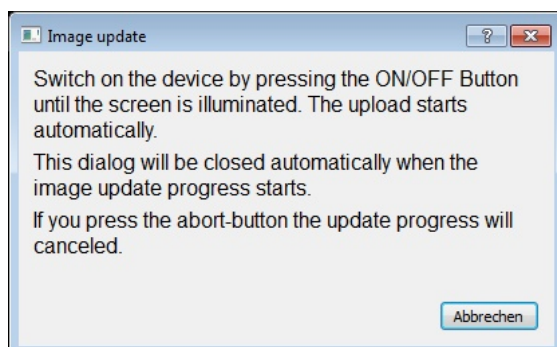 Image update
?
Switch on the device by pressing the ON/OFF Button
until the screen is illuminated. The upload starts
automatically.
This dialog will be closed automatically when the
image update progress starts.
If you press the abort-button the update progress will
canceled.
Abbrechen